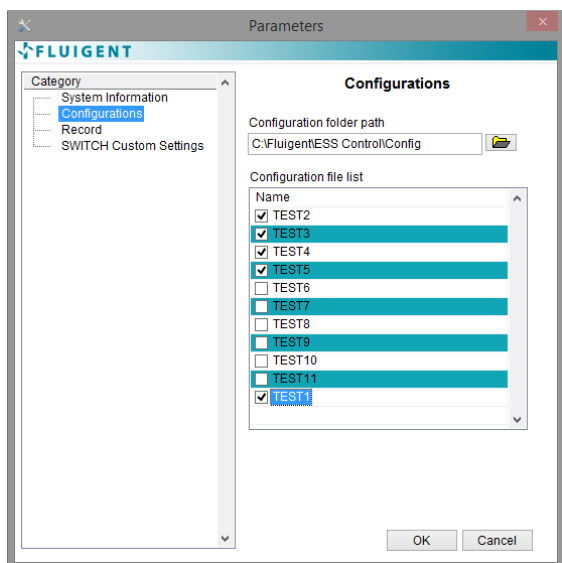 Parameters
FLUIGENT
Category
System Information
Configurations
Record
SWITCH Custom Settings
Configurations
Configuration folder path
C:\Fluigent\ESS Control\Config
Configuration file list
Name
TEST2
TEST3
TEST4
TEST5
TEST6
TEST7
TEST8
TEST9
TEST10
TEST11
TEST1
OK Cancel